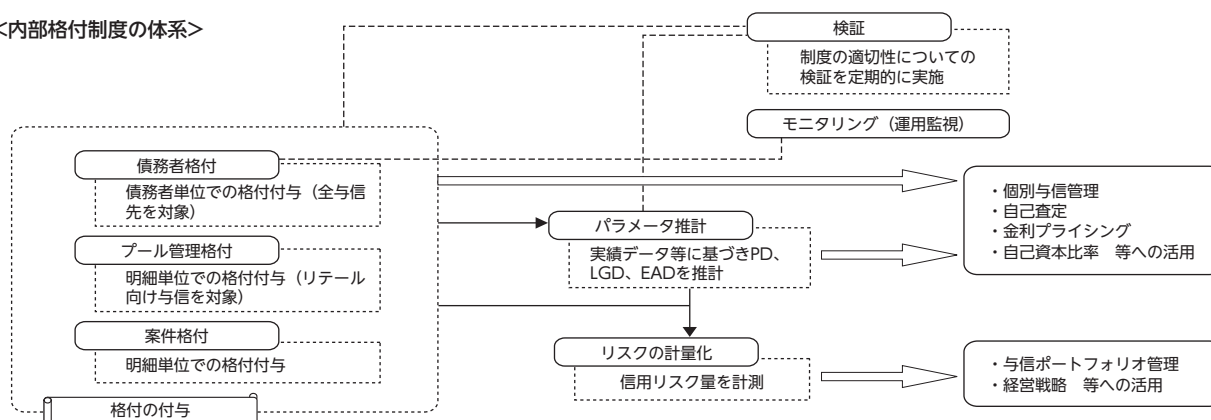 <内部格付制度の体系>
検証
制度の適切性についての
検証を定期的に実施
モニタリング（運用監視）
債務者格付
債務者単位での格付付与（全与信
先を対象）
プール管理格付
明細単位での格付付与（リテール
向け与信を対象）
案件格付
明細単位での格付付与
格付の付与
パラメータ推計
実績データ等に基づきPD、
LGD、EADを推計
リスクの計量化
信用リスク量を計測
・個別与信管理
・自己査定
・金利プライシング
・自己資本比率　等への活用
・与信ポートフォリオ管理
・経営戦略　等への活用